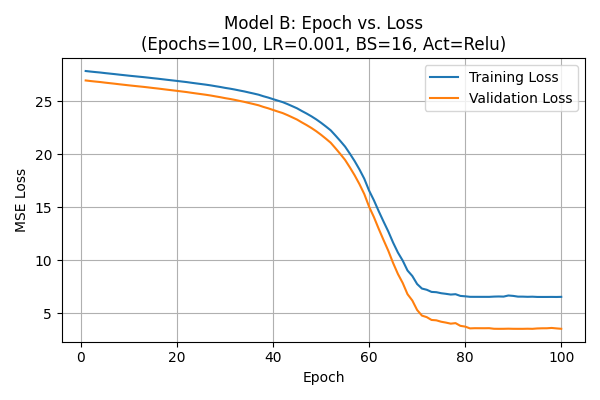 Model B: Epoch vs. Loss
(Epochs=100, LR=0.001, BS=16, Act=Relu)
Training Loss
Validation Loss
MSE Loss
25
20
15
10
5
0
20
40
60
80
100
Epoch